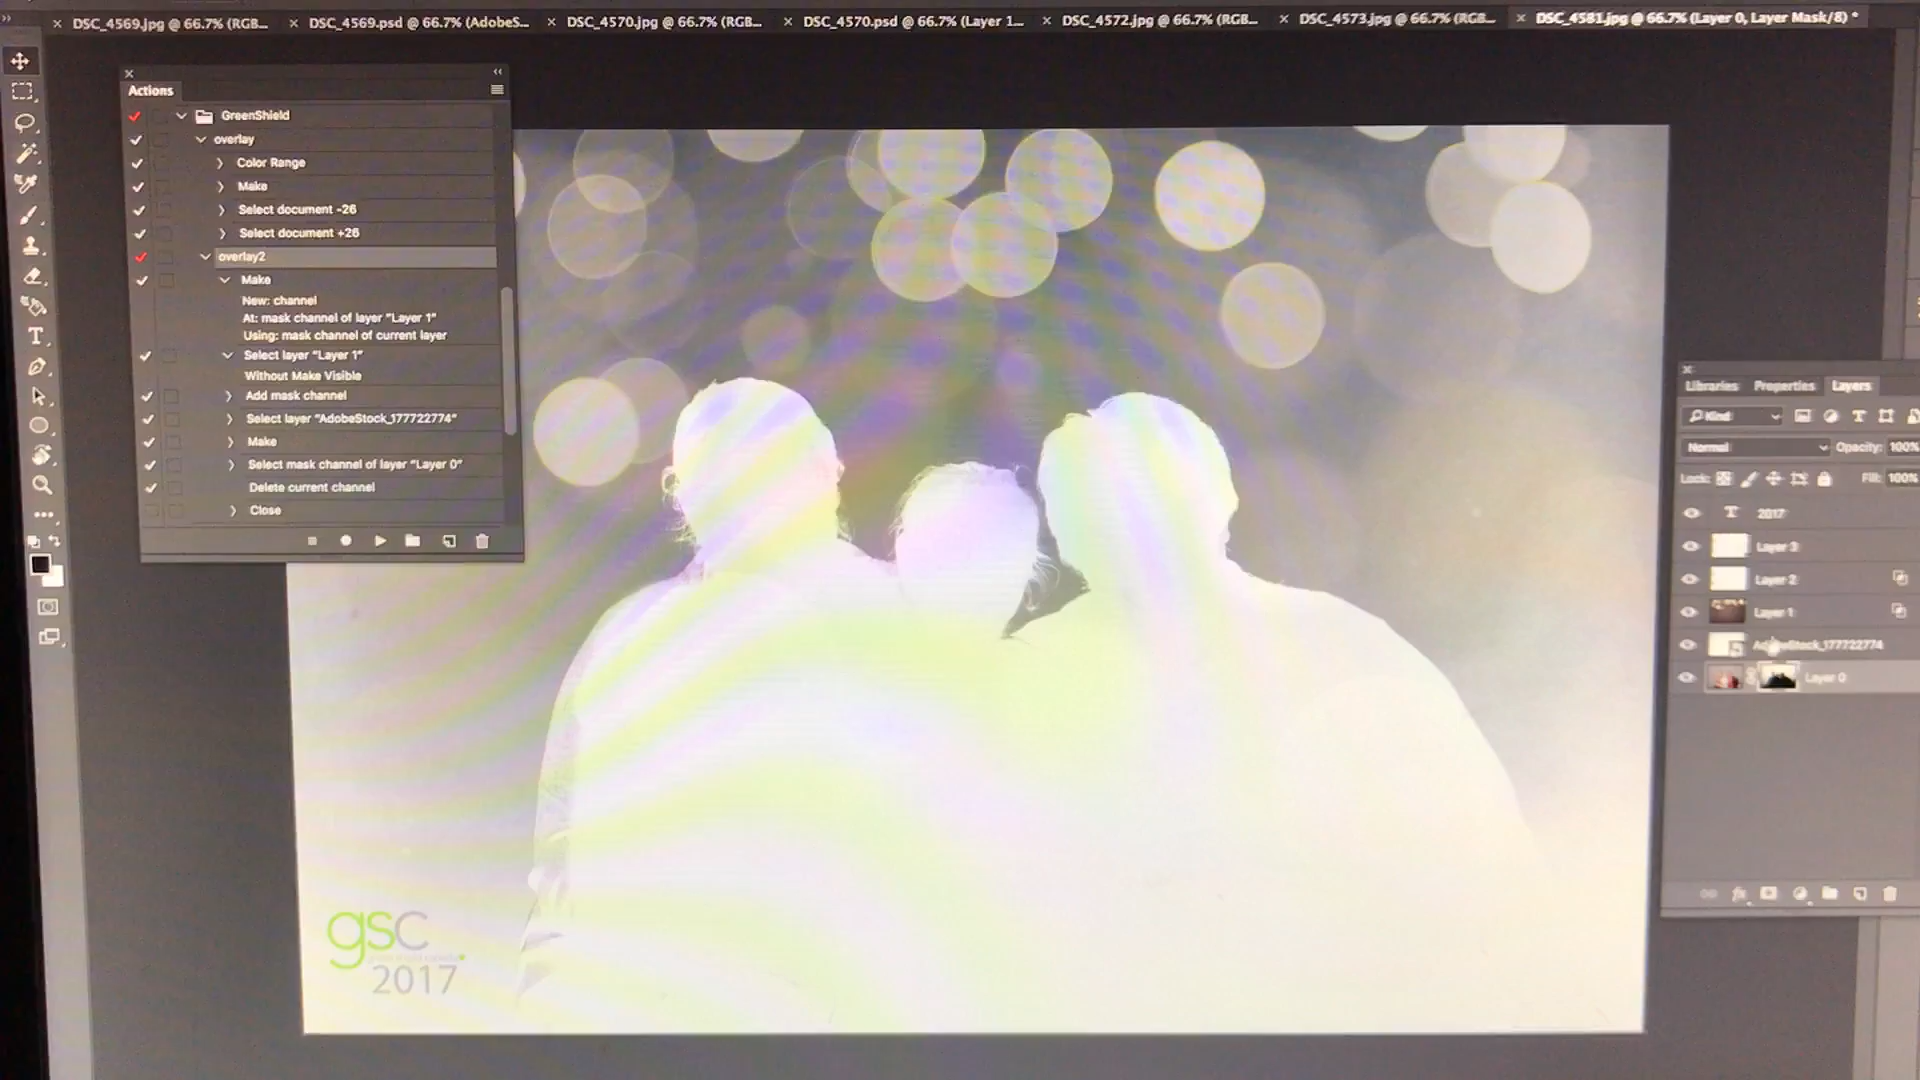 DSC_4569.jpg @ 66.7% (RGB...
DSC_4569.psd @ 66.7% (AdobeS...
DSC_4570.jpg @ 66.7% (RGB...
DSC_4570.psd @ 66.7% (Layer 1...
DSC_4572.jpg @ 66.7% (RGB...
DSC_4573.jpg @ 66.7% (RGB...
DSC_4581.jpg @ 66.7% (Layer 0, Layer Mask/8) *
Actions
GreenShield
overlay
Color Range
Make
Select document -26
Select document +26
overlay2
Make
New: channel
At: mask channel of layer "Layer 1"
Using: mask channel of current layer
Select layer "Layer 1"
Without Make Visible
Add mask channel
Select layer "AdobeStock_177722774"
Make
Select mask channel of layer "Layer 0"
Delete current channel
Close
gsc
2017
Libraries
Properties
Layers
Kind
Normal
Opacity: 100%
Lock:
Fill: 100%
2017
Layer 3
Layer 2
Layer 1
AdobeStock_177722774
Layer 0